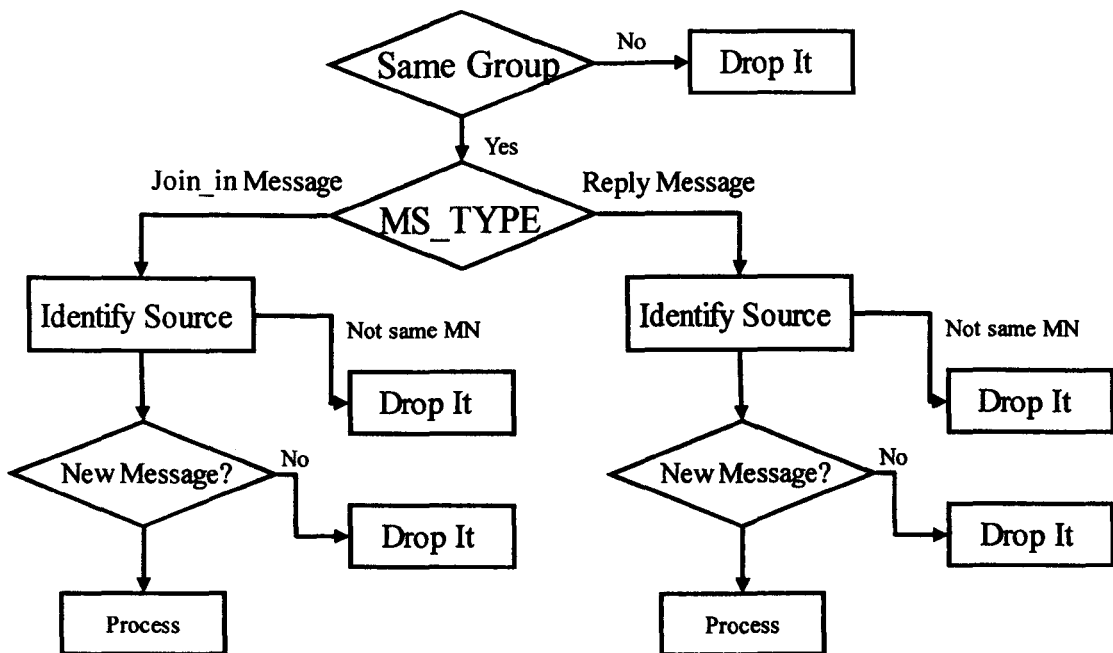 Same Group
No
Drop It
Yes
Join_in Message
Reply Message
MS_TYPE
Identify Source
Not same MN
Drop It
New Message?
No
Drop It
Process
Identify Source
Not same MN
Drop It
New Message?
No
Drop It
Process